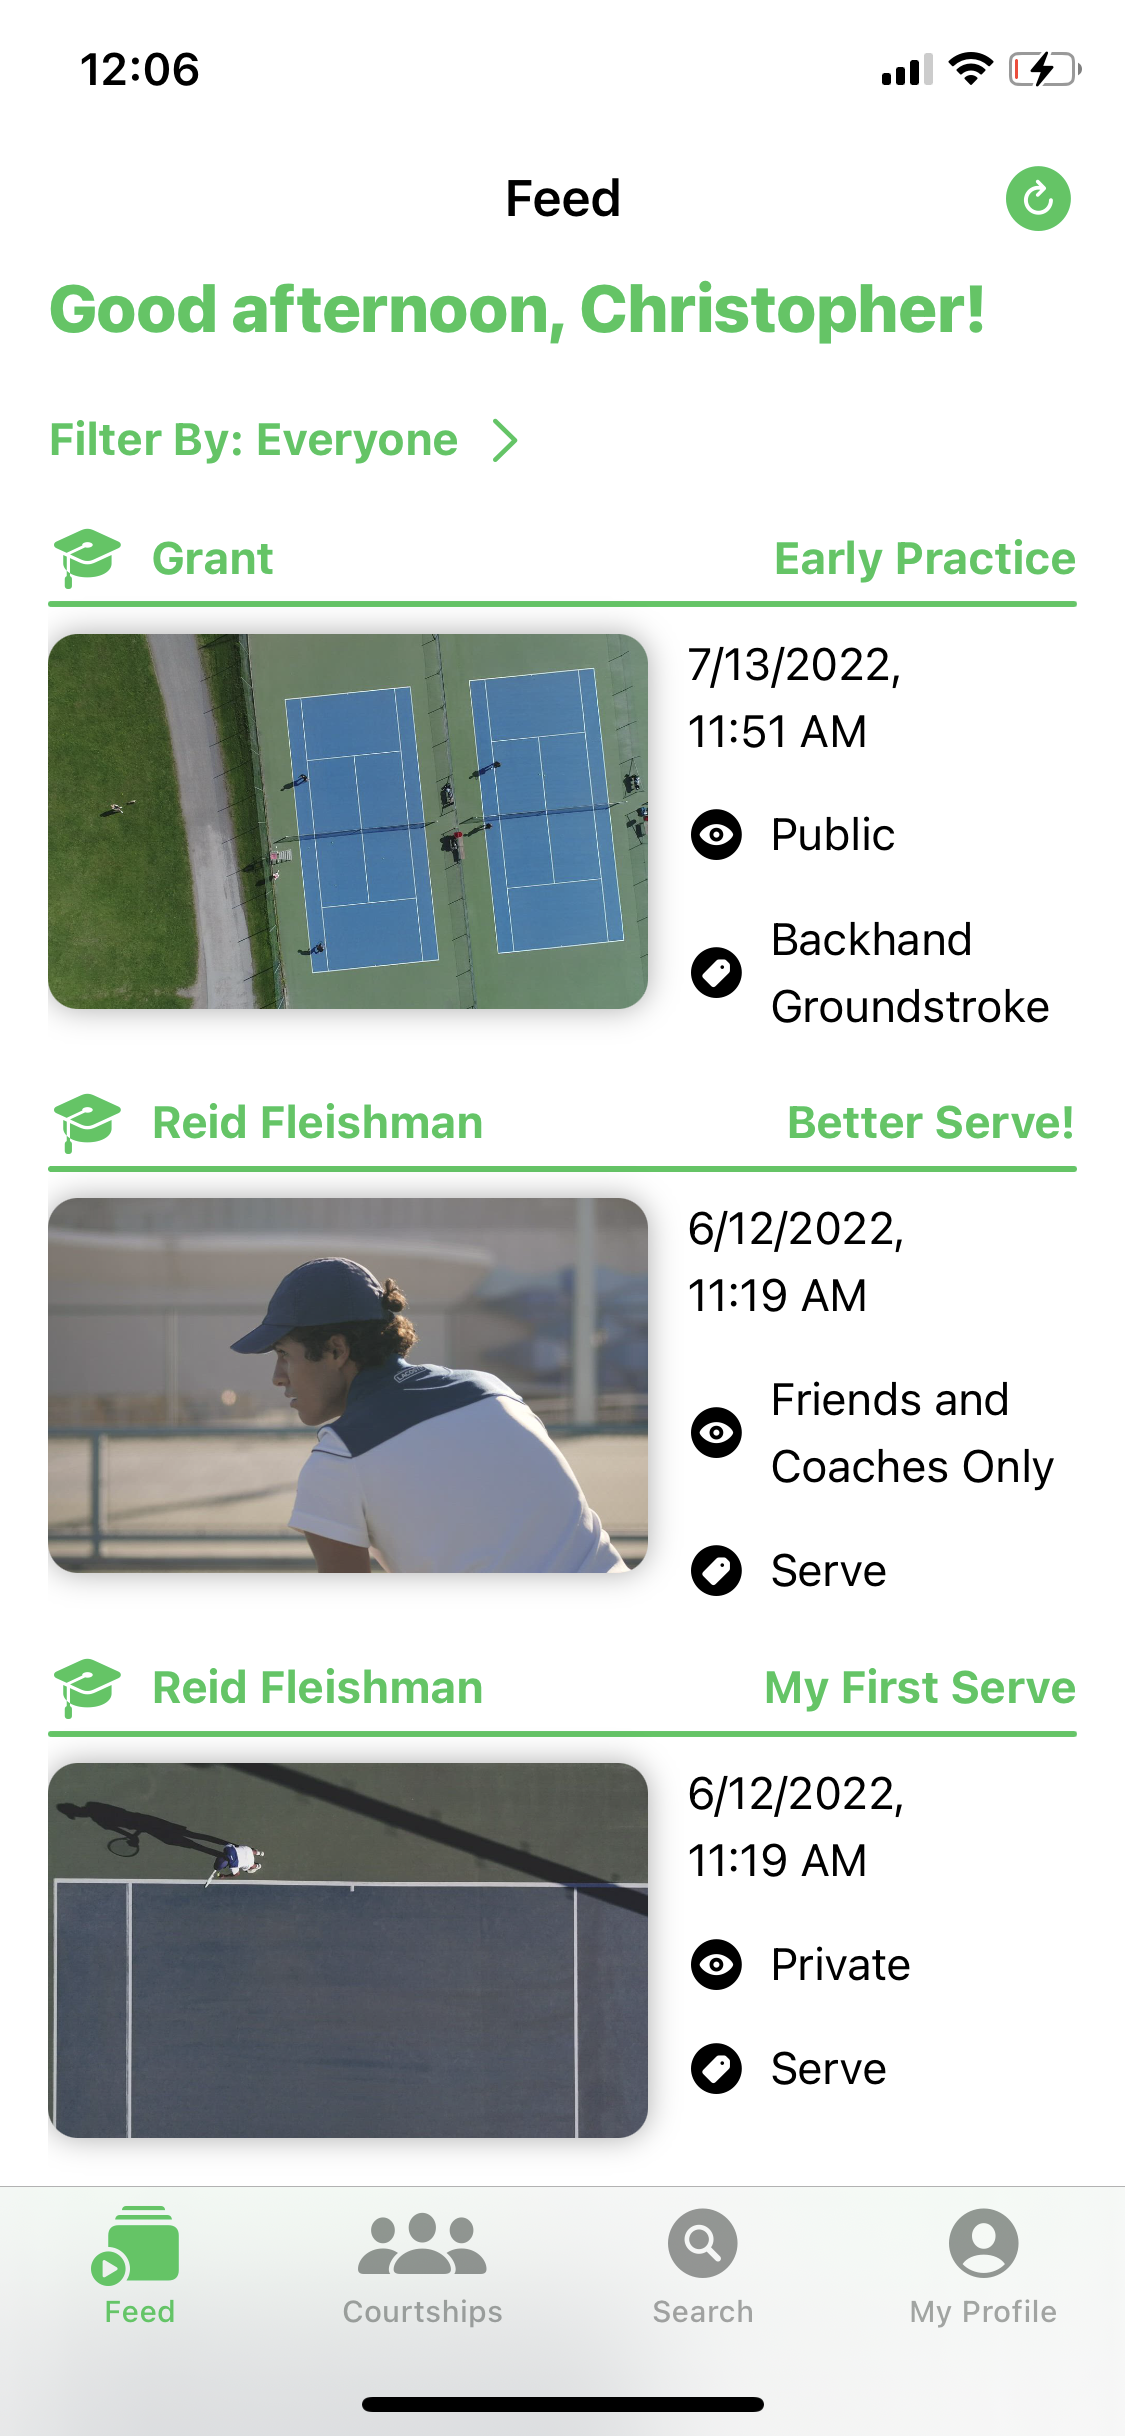 12:06
Feed
Good afternoon, Christopher!
Filter By: Everyone
Grant
Early Practice
7/13/2022,
11:51 AM
Public
Backhand
Groundstroke
Reid Fleishman
Better Serve!
LACOSTE
6/12/2022,
11:19 AM
Friends and
Coaches Only
Serve
Reid Fleishman
My First Serve
6/12/2022,
11:19 AM
Private
Serve
Feed
Courtships
Search
My Profile